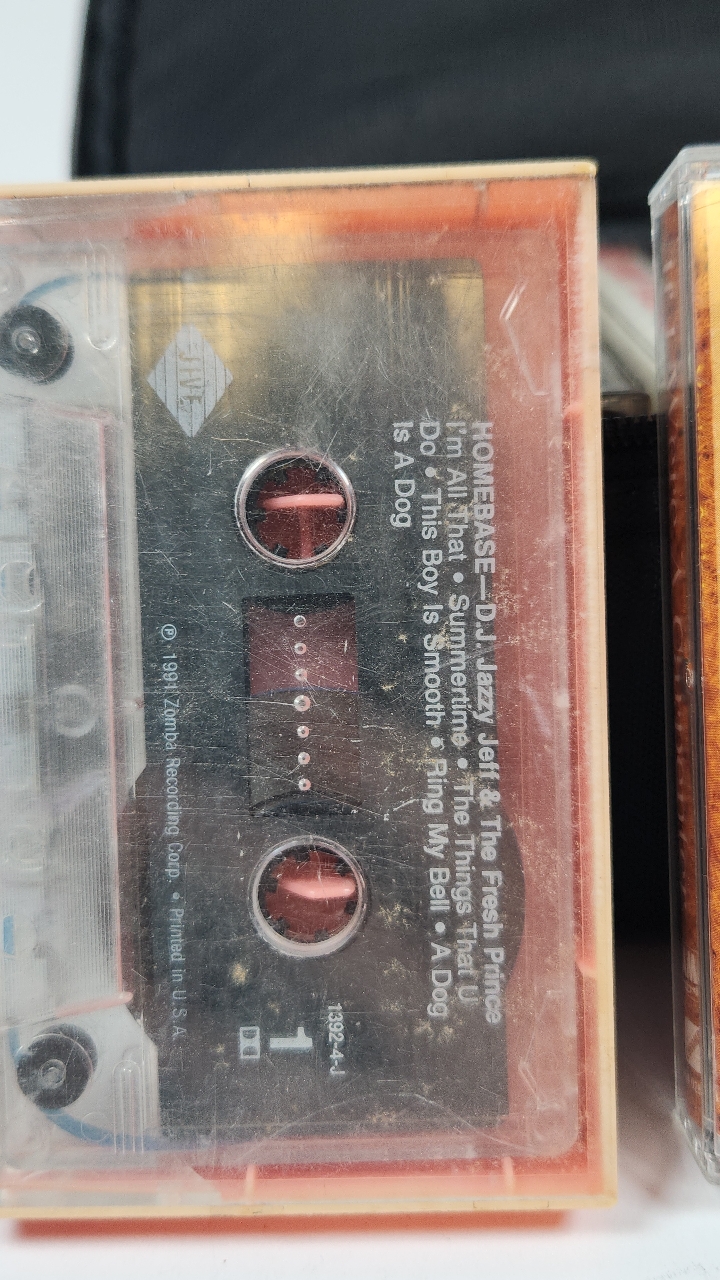 HOMEBASE—D.J. Jazzy Jeff & The Fresh Prince
I'm All That • Summertime • The Things That U
Do • This Boy Is Smooth • Ring My Bell • A Dog
Is A Dog
JIVE
1392-4-J
1
℗ 1991 Zomba Recording Corp. • Printed in U.S.A.